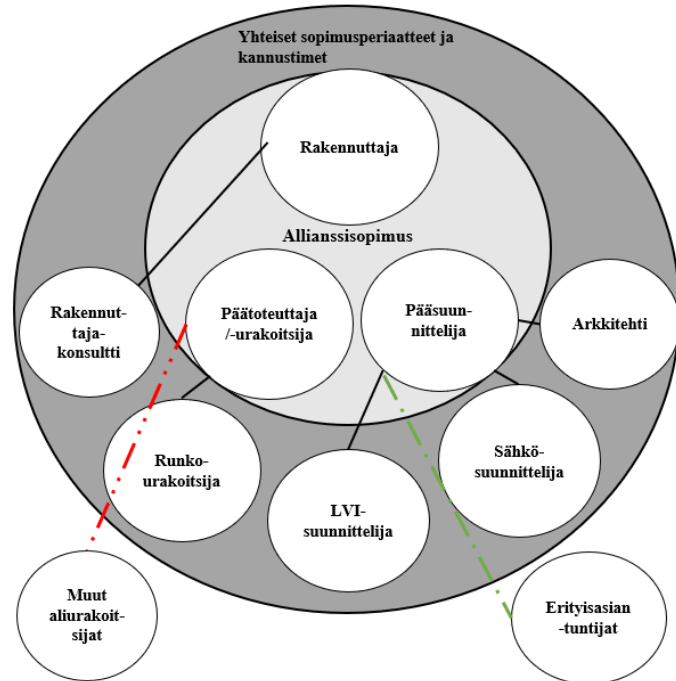 Yhteiset sopimusperiaatteet ja
kannustimet
Rakennuttaja
Allianssisopimus
Rakennut-
taja-
konsultti
Päätoteuttaja
/-urakoitsija
Pääsuun-
nittelija
Arkkitehti
Runko-
urakoitsija
LVI-
suunnittelija
Sähkö-
suunnittelija
Muut
aliurakoit-
sijat
Erityisasian
-tuntijat